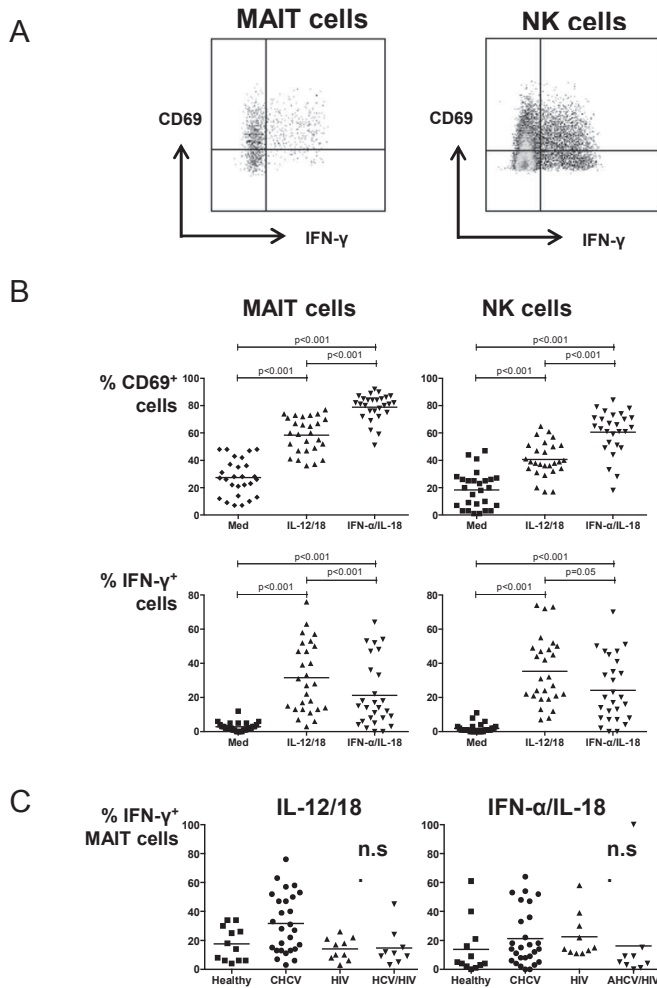 A
MAIT cells
NK cells
CD69
IFN-γ
CD69
IFN-γ
B
MAIT cells
NK cells
% CD69+
cells
p<0.001
p<0.001
p<0.001
100
80
60
40
20
0
Med
IL-12/18
IFN-α/IL-18
p<0.001
p<0.001
p<0.001
100
80
60
40
20
0
Med
IL-12/18
IFN-α/IL-18
% IFN-γ+
cells
p<0.001
p<0.001
p<0.001
80
60
40
20
0
Med
IL-12/18
IFN-α/IL-18
p<0.001
p=0.05
p<0.001
80
60
40
20
0
Med
IL-12/18
IFN-α/IL-18
C
% IFN-γ+
MAIT cells
IL-12/18
n.s
100
80
60
40
20
0
Healthy
CHCV
HIV
HCV/HIV
IFN-α/IL-18
n.s
100
80
60
40
20
0
Healthy
CHCV
HIV
AHCV/HIV